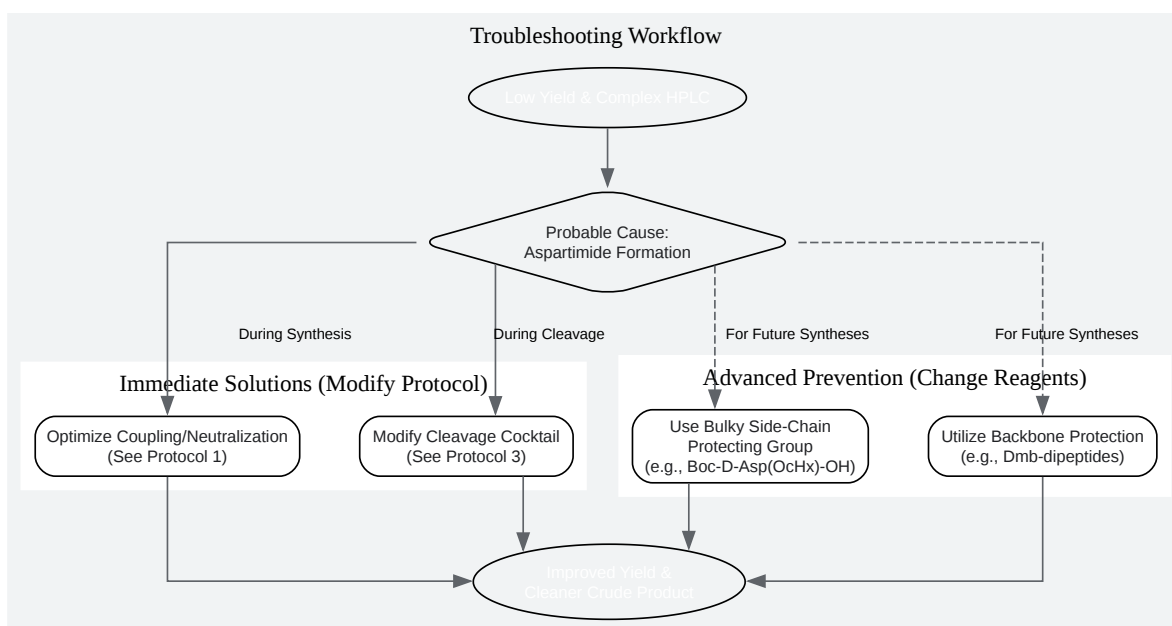 Troubleshooting Workflow
Low Yield & Complex HPLC
Probable Cause:
Aspartimide Formation
During Synthesis
During Cleavage
For Future Syntheses
For Future Syntheses
Immediate Solutions (Modify Protocol)
Advanced Prevention (Change Reagents)
Optimize Coupling/Neutralization
(See Protocol 1)
Modify Cleavage Cocktail
(See Protocol 3)
Use Bulky Side-Chain
Protecting Group
(e.g., Boc-D-Asp(OcHx)-OH)
Utilize Backbone Protection
(e.g., Dmb-dipeptides)
Improved Yield &
Cleaner Crude Product